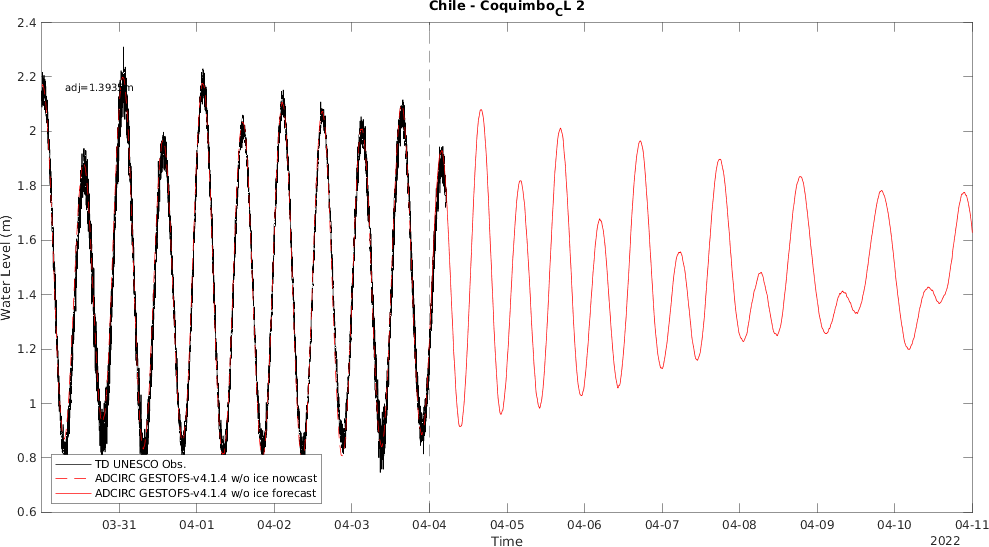 Chile - Coquimbo_CL 2
2.4
2.2
adj=1.3935m
2
1.8
1.6
1.4
1.2
1
0.8
0.6
Water Level (m)
TD UNESCO Obs.
ADCIRC GESTOFS-v4.1.4 w/o ice nowcast
ADCIRC GESTOFS-v4.1.4 w/o ice forecast
03-31 04-01 04-02 04-03 04-04 04-05 04-06 04-07 04-08 04-09 04-10 04-11
Time
2022